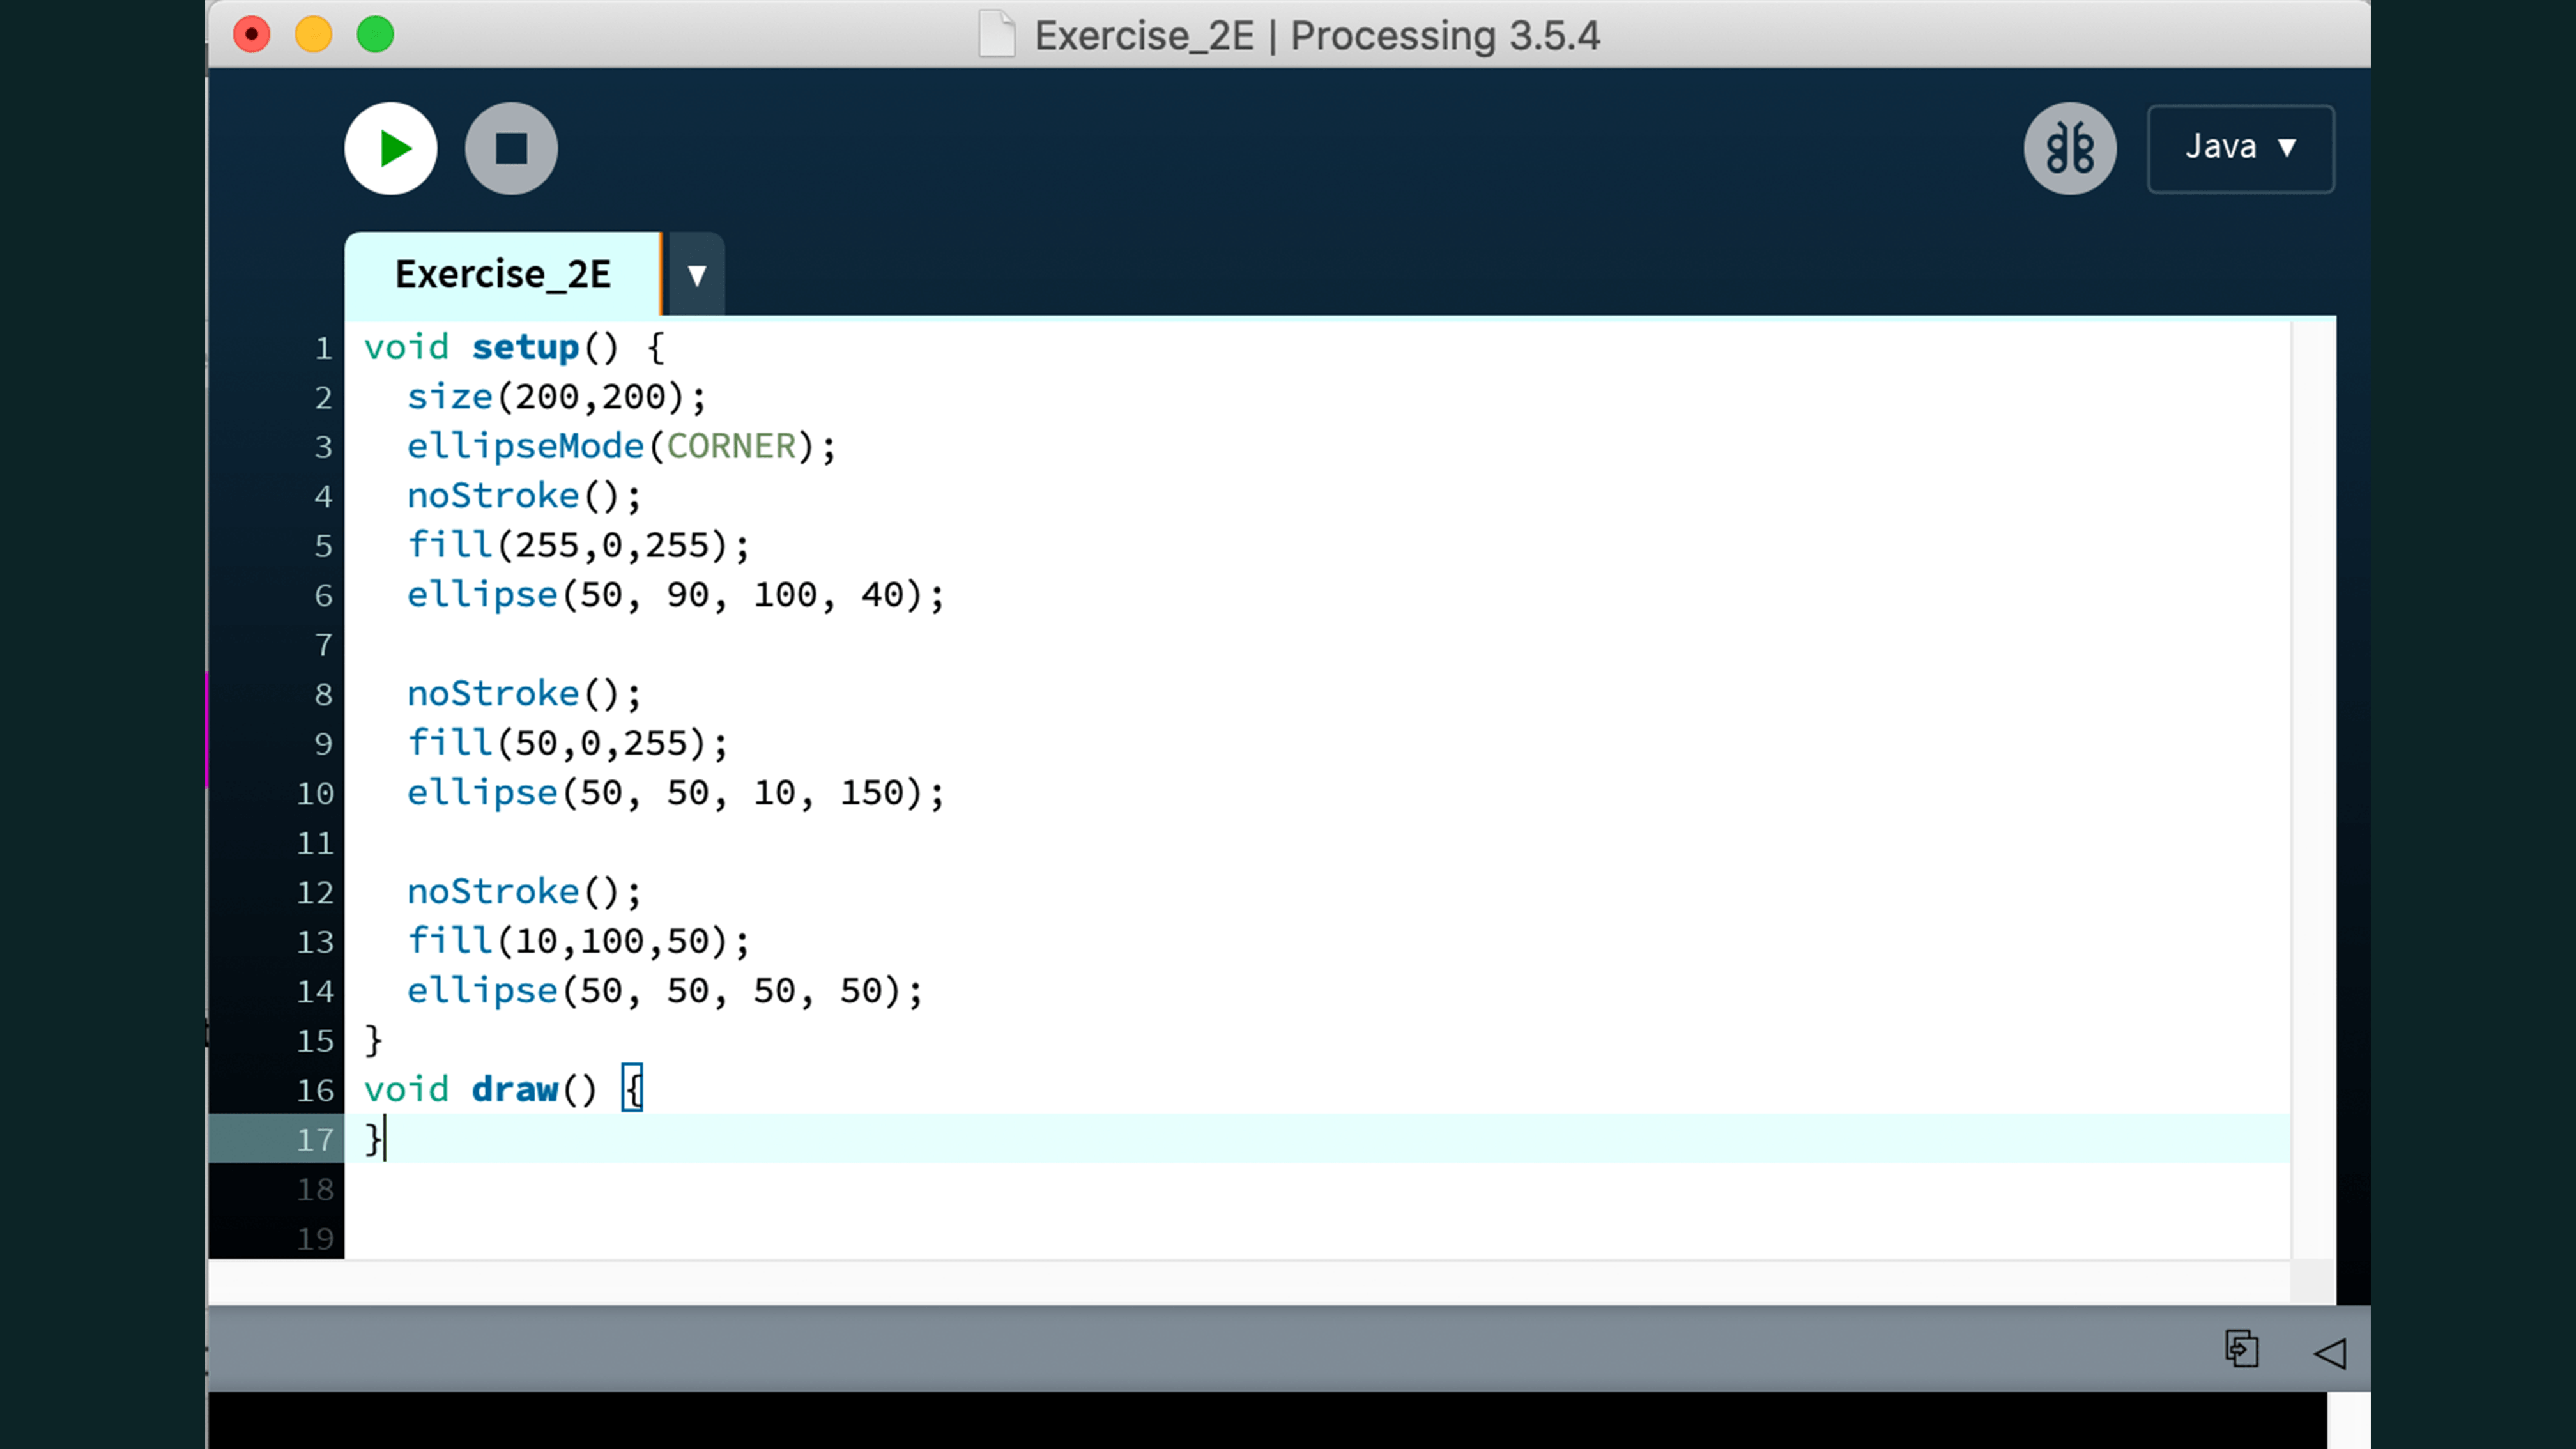 Exercise_2E | Processing 3.5.4
Java ▼
Exercise_2E ▼
1 void setup() {
2   size(200,200);
3   ellipseMode(CORNER);
4   noStroke();
5   fill(255,0,255);
6   ellipse(50, 90, 100, 40);
7
8   noStroke();
9   fill(50,0,255);
10   ellipse(50, 50, 10, 150);
11
12   noStroke();
13   fill(10,100,50);
14   ellipse(50, 50, 50, 50);
15 }
16 void draw() {
17 }
18
19